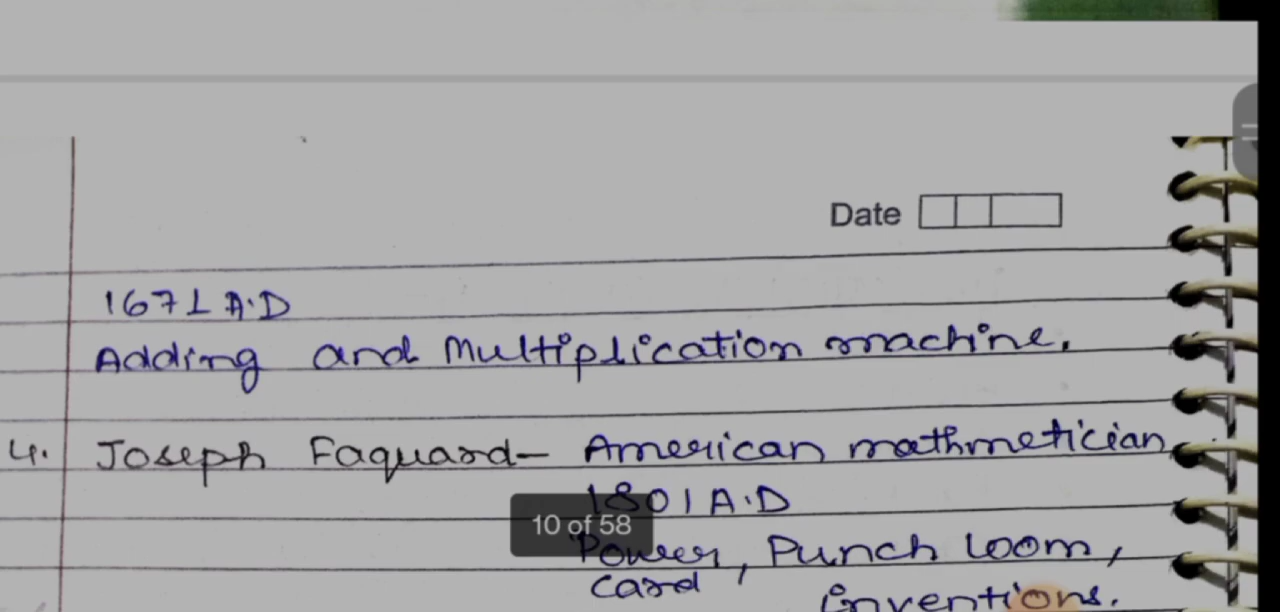 Date
1671 A.D
Adding and Multiplication machine.
4. Joseph Faquard - American mathmetician
1801 A.D
10 of 58
Power, Punch loom,
card inventions.